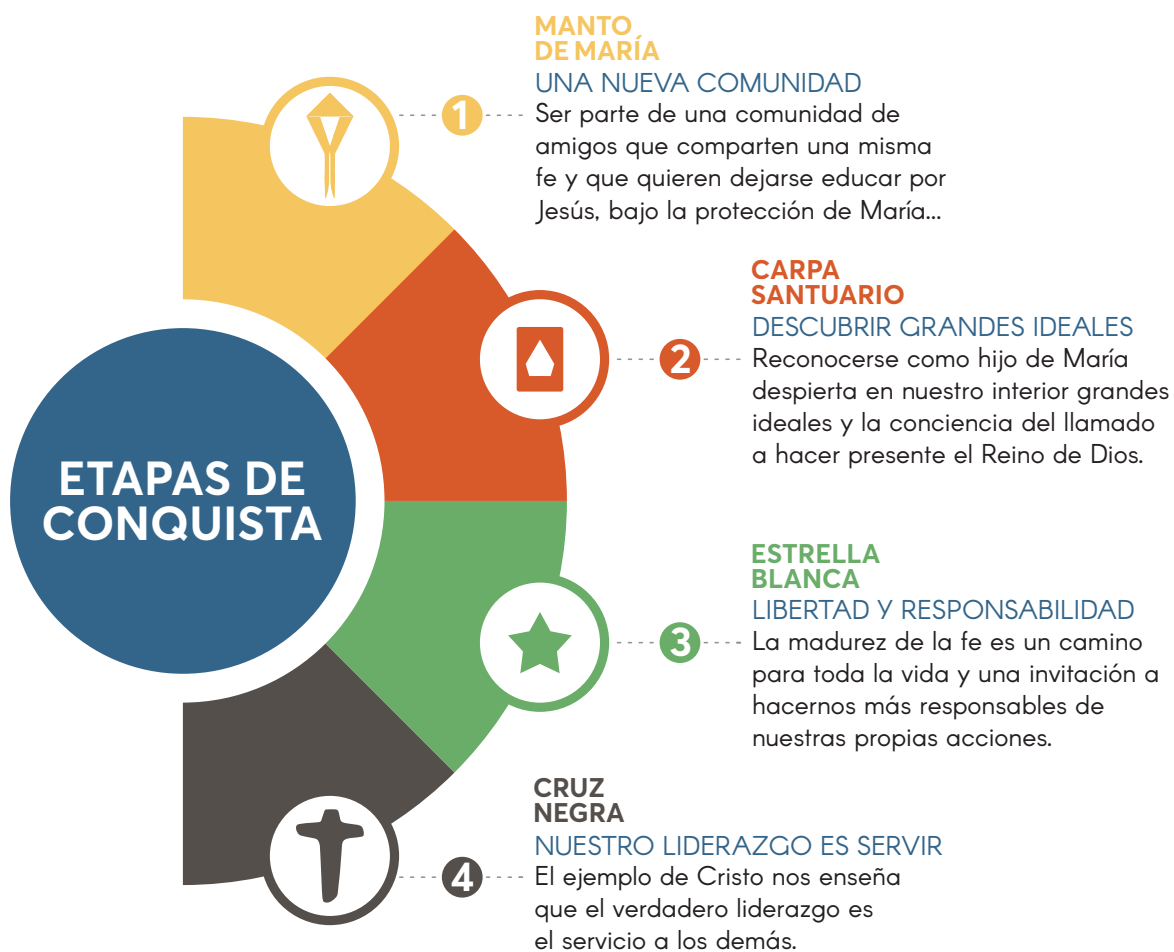 MANTO
DE MARÍA
UNA NUEVA COMUNIDAD
1
Ser parte de una comunidad de
amigos que comparten una misma
fe y que quieren dejarse educar por
Jesús, bajo la protección de María...
CARPA
SANTUARIO
DESCUBRIR GRANDES IDEALES
2
Reconocerse como hijo de María
despierta en nuestro interior grandes
ideales y la conciencia del llamado
a hacer presente el Reino de Dios.
ETAPAS DE
CONQUISTA
ESTRELLA
BLANCA
LIBERTAD Y RESPONSABILIDAD
3
La madurez de la fe es un camino
para toda la vida y una invitación a
hacernos más responsables de
nuestras propias acciones.
CRUZ
NEGRA
NUESTRO LIDERAZGO ES SERVIR
4
El ejemplo de Cristo nos enseña
que el verdadero liderazgo es
el servicio a los demás.